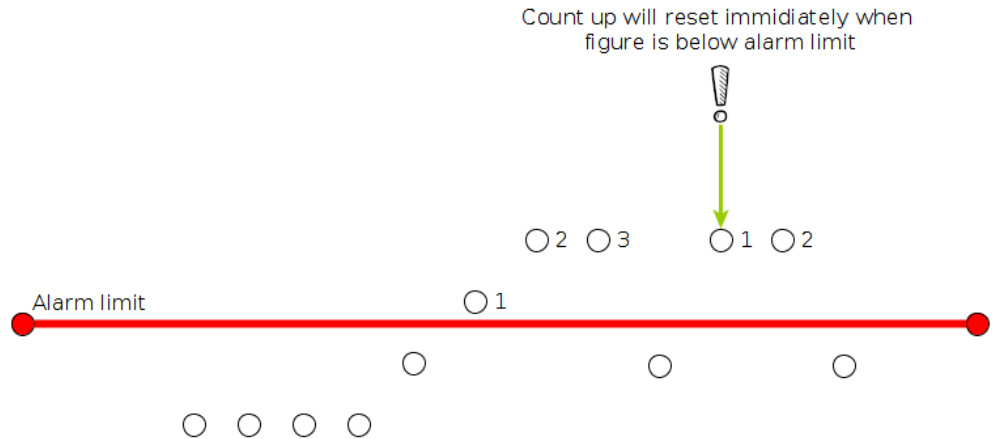 Count up will reset immidiately when
figure is below alarm limit
2 3 1 2
Alarm limit 1